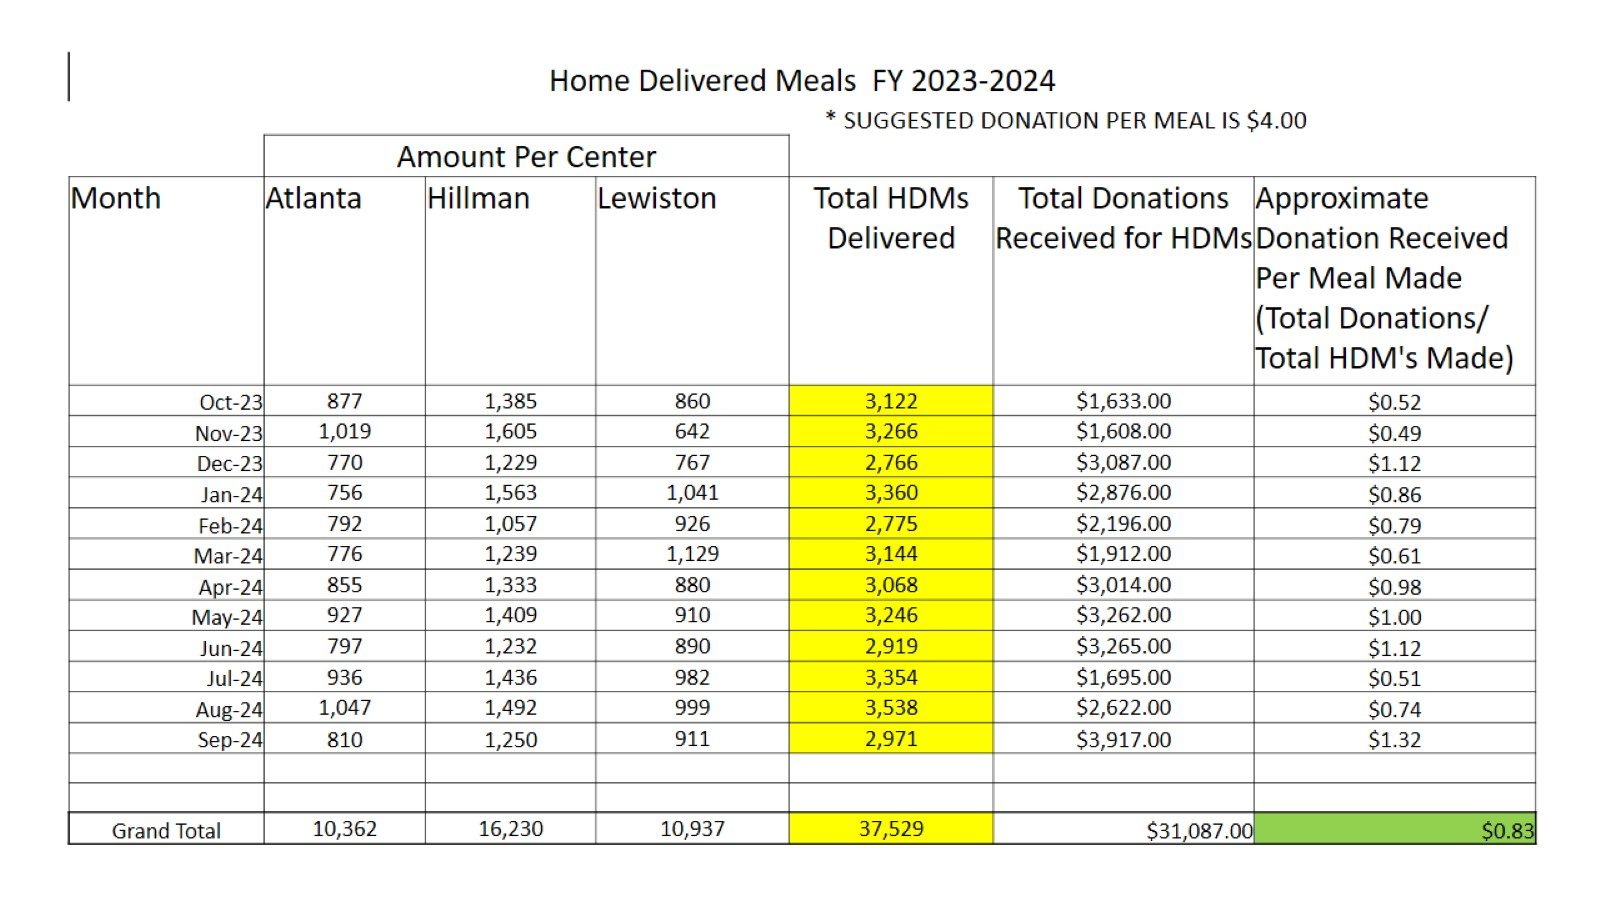 Home Delivered Meals FY 2023-2024
* SUGGESTED DONATION PER MEAL IS $4.00
Amount Per Center
Month Atlanta Hillman Lewiston Total HDMs Total Donations Approximate
Delivered Received for HDMs Donation Received
Per Meal Made
(Total Donations/
Total HDM's Made)
Oct-23 877 1,385 860 3,122 $1,633.00 $0.52
Nov-23 1,019 1,605 642 3,266 $1,608.00 $0.49
Dec-23 770 1,229 767 2,766 $3,087.00 $1.12
Jan-24 756 1,563 1,041 3,360 $2,876.00 $0.86
Feb-24 792 1,057 926 2,775 $2,196.00 $0.79
Mar-24 776 1,239 1,129 3,144 $1,912.00 $0.61
Apr-24 855 1,333 880 3,068 $3,014.00 $0.98
May-24 927 1,409 910 3,246 $3,262.00 $1.00
Jun-24 797 1,232 890 2,919 $3,265.00 $1.12
Jul-24 936 1,436 982 3,354 $1,695.00 $0.51
Aug-24 1,047 1,492 999 3,538 $2,622.00 $0.74
Sep-24 810 1,250 911 2,971 $3,917.00 $1.32
Grand Total 10,362 16,230 10,937 37,529 $31,087.00 $0.83